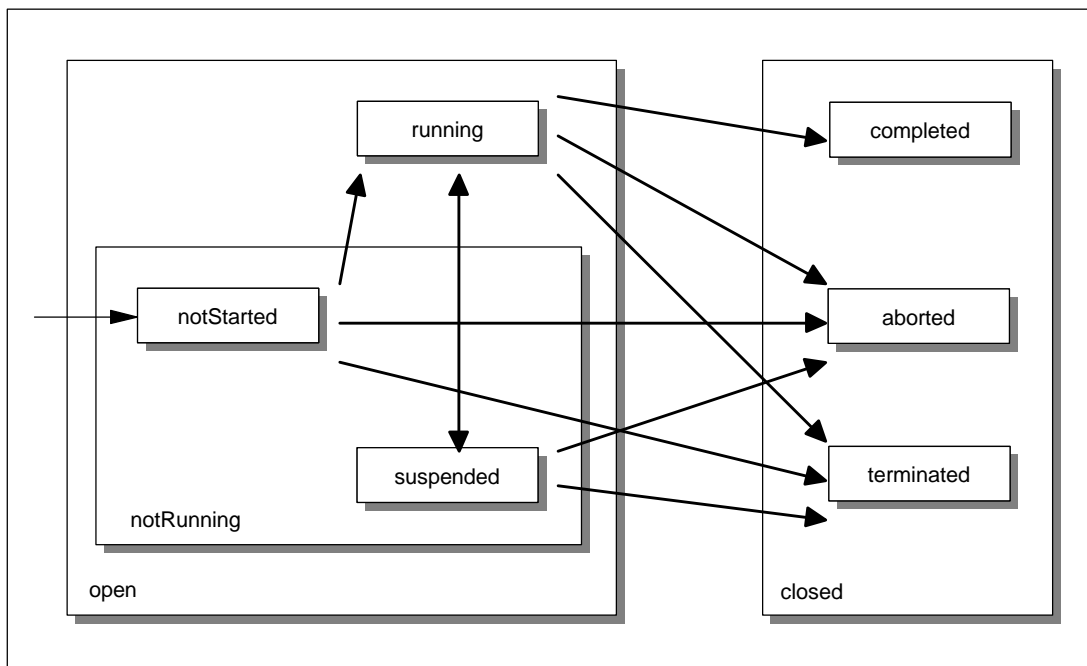 running
completed
notStarted
aborted
suspended
terminated
notRunning
open
closed